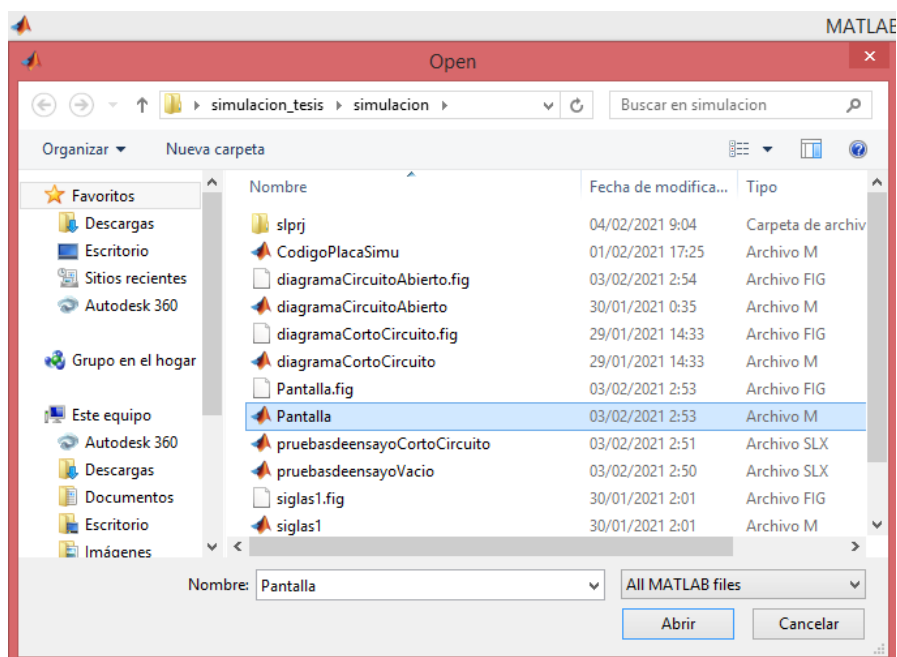 MATLAB
Open
simulacion_tesis simulacion
Buscar en simulacion
Organizar Nueva carpeta
Favoritos
Descargas
Escritorio
Sitios recientes
Autodesk 360
Grupo en el hogar
Este equipo
Autodesk 360
Descargas
Documentos
Escritorio
Imágenes
Nombre Fecha de modifica... Tipo
slprj 04/02/2021 9:04 Carpeta de archiv
CodigoPlacaSimu 01/02/2021 17:25 Archivo M
diagramaCircuitoAbierto.fig 03/02/2021 2:54 Archivo FIG
diagramaCircuitoAbierto 30/01/2021 0:35 Archivo M
diagramaCortoCircuito.fig 29/01/2021 14:33 Archivo FIG
diagramaCortoCircuito 29/01/2021 14:33 Archivo M
Pantalla.fig 03/02/2021 2:53 Archivo FIG
Pantalla 03/02/2021 2:53 Archivo M
pruebasdeensayoCortoCircuito 03/02/2021 2:51 Archivo SLX
pruebasdeensayoVacio 03/02/2021 2:50 Archivo SLX
siglas1.fig 30/01/2021 2:01 Archivo FIG
siglas1 30/01/2021 2:01 Archivo M
Nombre: Pantalla All MATLAB files
Abrir Cancelar